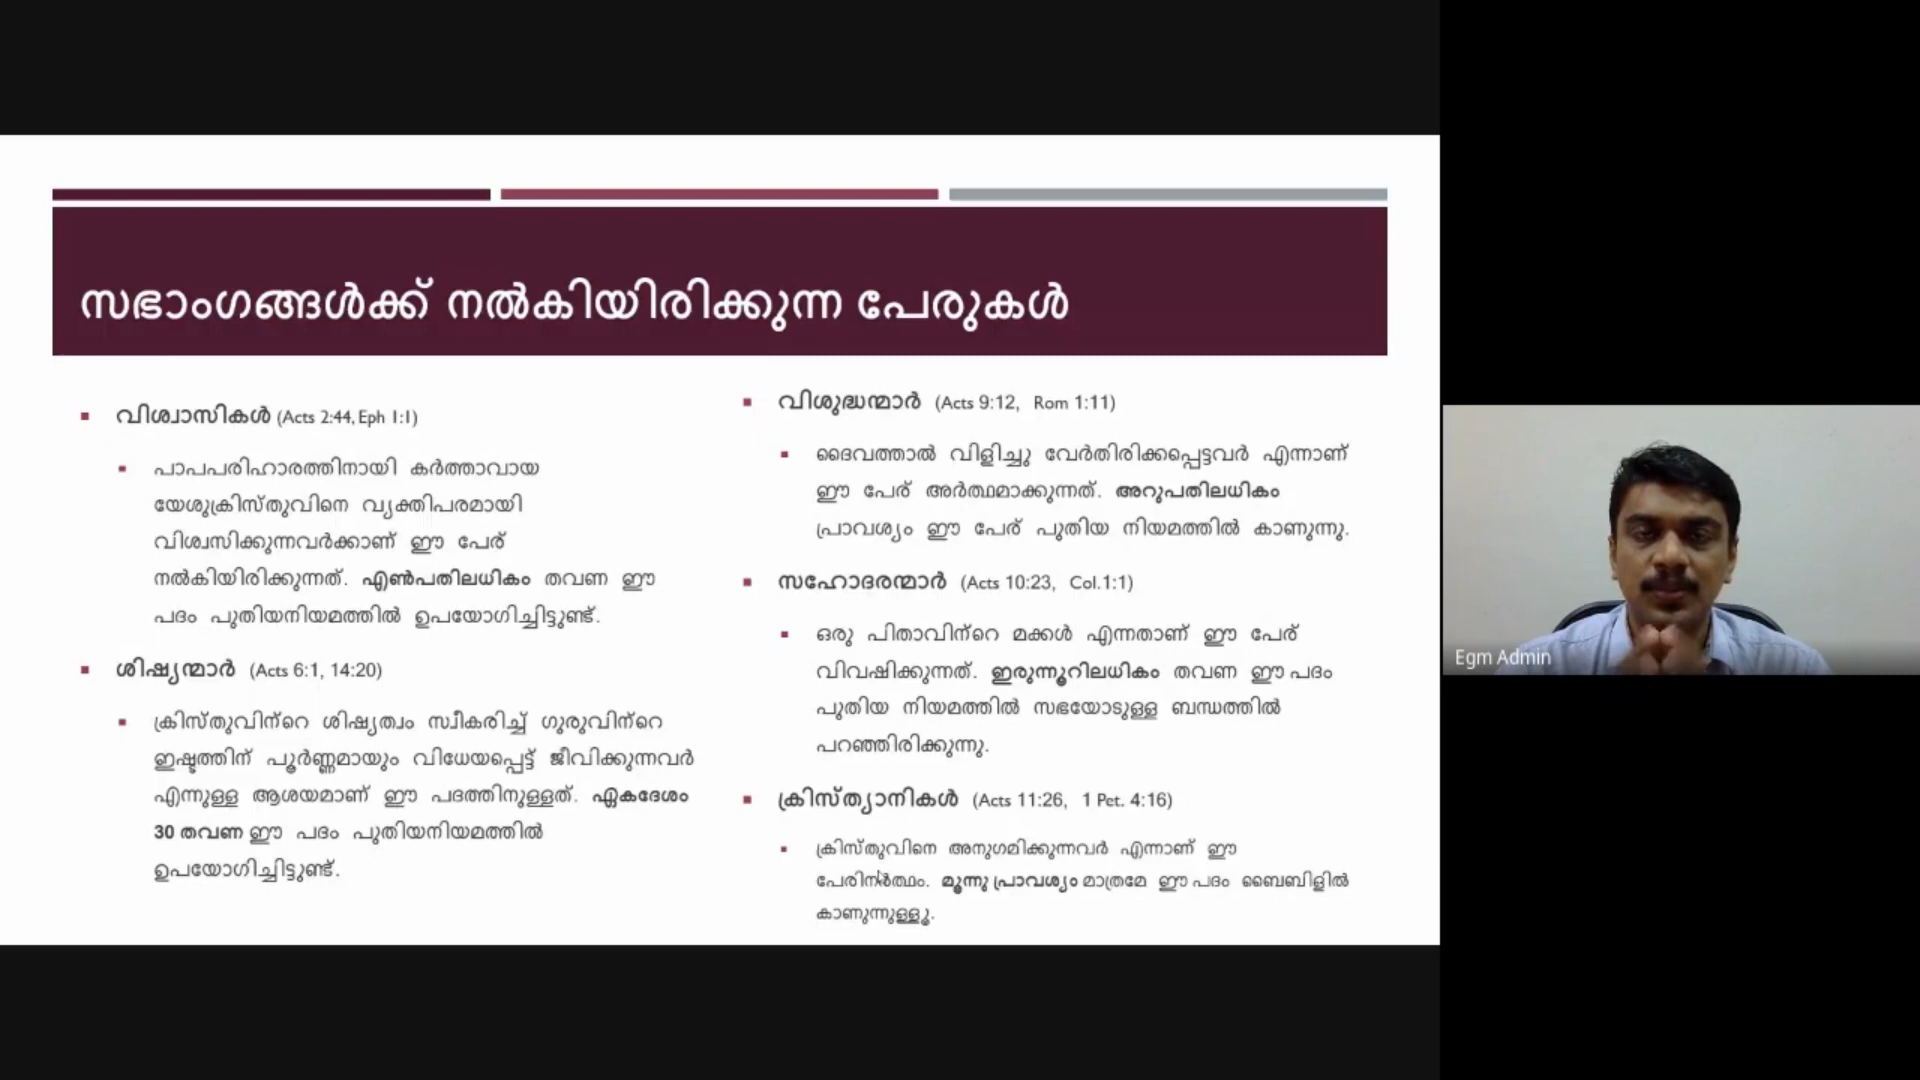 സഭാംഗങ്ങൾക്ക് നൽകിയിരിക്കുന്ന പേരുകൾ
വിശ്വാസികൾ (Acts 2:44, Eph 1:1)
പാപപരിഹാരത്തിനായി കർത്താവായ
യേശുക്രിസ്തുവിനെ വ്യക്തിപരമായി
വിശ്വസിക്കുന്നവർക്കാണ് ഈ പേര്
നൽകിയിരിക്കുന്നത്. എൺപതിലധികം തവണ ഈ
പദം പുതിയനിയമത്തിൽ ഉപയോഗിച്ചിട്ടുണ്ട്.
ശിഷ്യന്മാർ (Acts 6:1, 14:20)
ക്രിസ്തുവിന്റെ ശിഷ്യത്വം സ്വീകരിച്ച് ഗുരുവിന്റെ
ഇഷ്ടത്തിന് പൂർണ്ണമായും വിധേയപ്പെട്ട് ജീവിക്കുന്നവർ
എന്നുള്ള ആശയമാണ് ഈ പദത്തിനുള്ളത്. ഏകദേശം
30 തവണ ഈ പദം പുതിയനിയമത്തിൽ
ഉപയോഗിച്ചിട്ടുണ്ട്.
വിശുദ്ധന്മാർ (Acts 9:12, Rom 1:11)
ദൈവത്താൽ വിളിച്ചു വേർതിരിക്കപ്പെട്ടവർ എന്നാണ്
ഈ പേര് അർത്ഥമാക്കുന്നത്. അറുപതിലധികം
പ്രാവശ്യം ഈ പേര് പുതിയ നിയമത്തിൽ കാണുന്നു.
സഹോദരന്മാർ (Acts 10:23, Col.1:1)
ഒരു പിതാവിന്റെ മക്കൾ എന്നതാണ് ഈ പേര്
വിവഷിക്കുന്നത്. ഇരുന്നൂറിലധികം തവണ ഈ പദം
പുതിയ നിയമത്തിൽ സഭയോടുള്ള ബന്ധത്തിൽ
പറഞ്ഞിരിക്കുന്നു.
ക്രിസ്ത്യാനികൾ (Acts 11:26, 1 Pet. 4:16)
ക്രിസ്തുവിനെ അനുഗമിക്കുന്നവർ എന്നാണ് ഈ
പേരിനർത്ഥം. മൂന്നു പ്രാവശ്യം മാത്രമേ ഈ പദം ബൈബിളിൽ
കാണുന്നുള്ളൂ.
Egm Admin